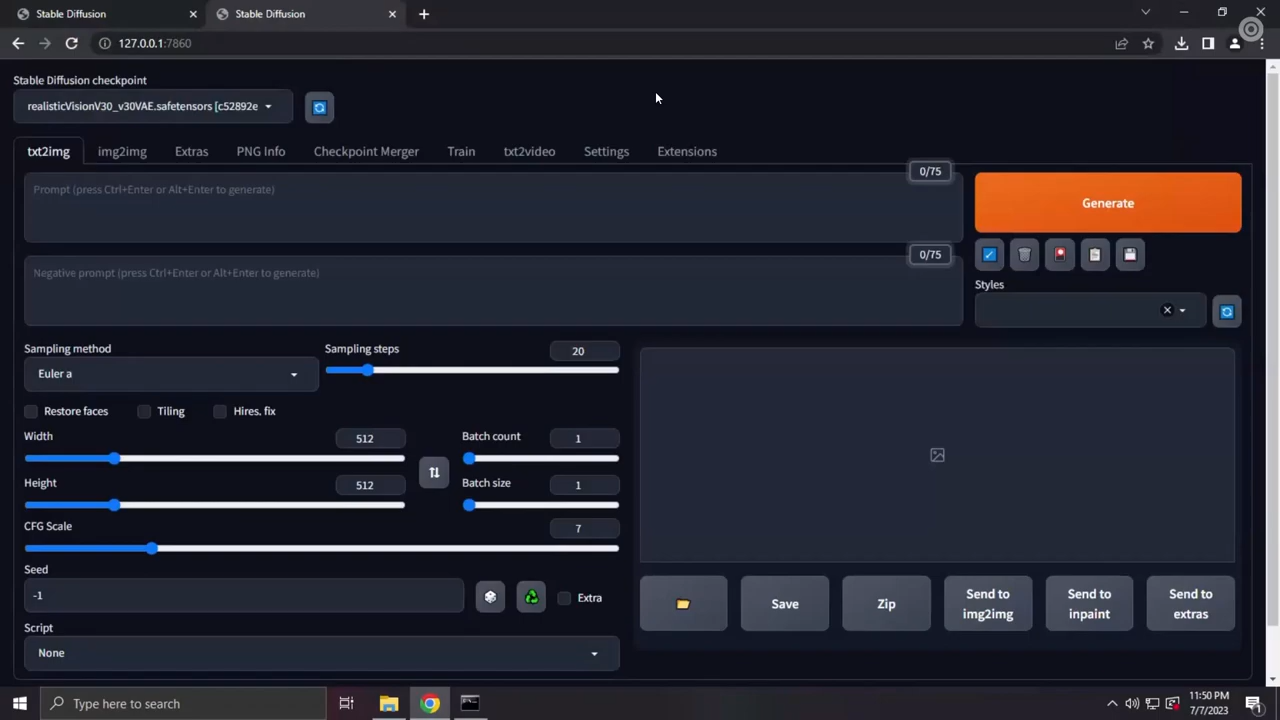 Stable Diffusion
Stable Diffusion
127.0.0.1:7860
Stable Diffusion checkpoint
realisticVisionV30_v30VAE.safetensors [c52892e
txt2img img2img Extras PNG Info Checkpoint Merger Train txt2video Settings Extensions
Prompt (press Ctrl+Enter or Alt+Enter to generate)
0/75
Generate
Negative prompt (press Ctrl+Enter or Alt+Enter to generate)
0/75
Styles
Sampling method
Euler a
Sampling steps
20
Restore faces Tiling Hires. fix
Width
512
Batch count
1
Height
512
Batch size
1
CFG Scale
7
Seed
-1
Extra
Script
None
Save
Zip
Send to
img2img
Send to
inpaint
Send to
extras
Type here to search
11:50 PM
7/7/2023
1